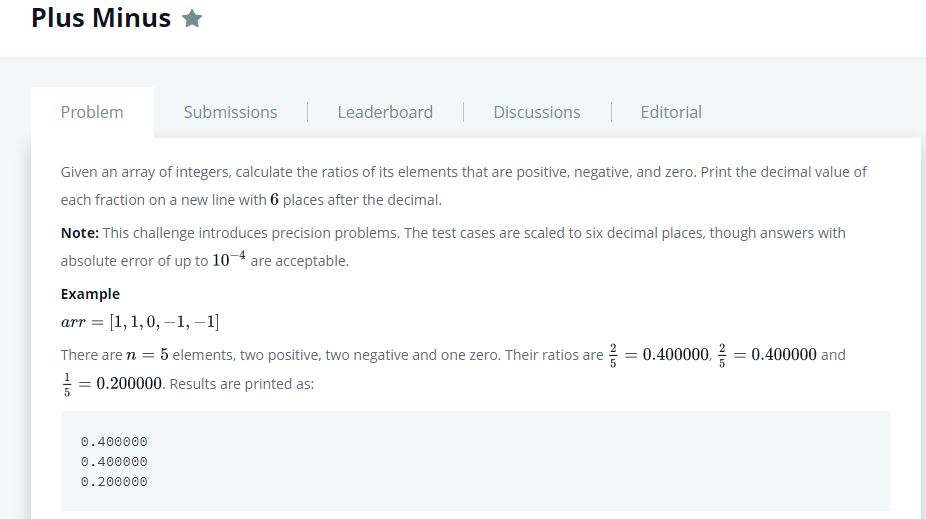 Plus Minus
Problem
Submissions
Leaderboard
Discussions
Editorial
Given an array of integers, calculate the ratios of its elements that are positive, negative, and zero. Print the decimal value of
each fraction on a new line with 6 places after the decimal.
Note: This challenge introduces precision problems. The test cases are scaled to six decimal places, though answers with
absolute error of up to 10⁻⁴ are acceptable.
Example
arr = [1, 1, 0, −1, −1]
There are n = 5 elements, two positive, two negative and one zero. Their ratios are 2/5 = 0.400000, 2/5 = 0.400000 and
1/5 = 0.200000. Results are printed as:
0.400000
0.400000
0.200000